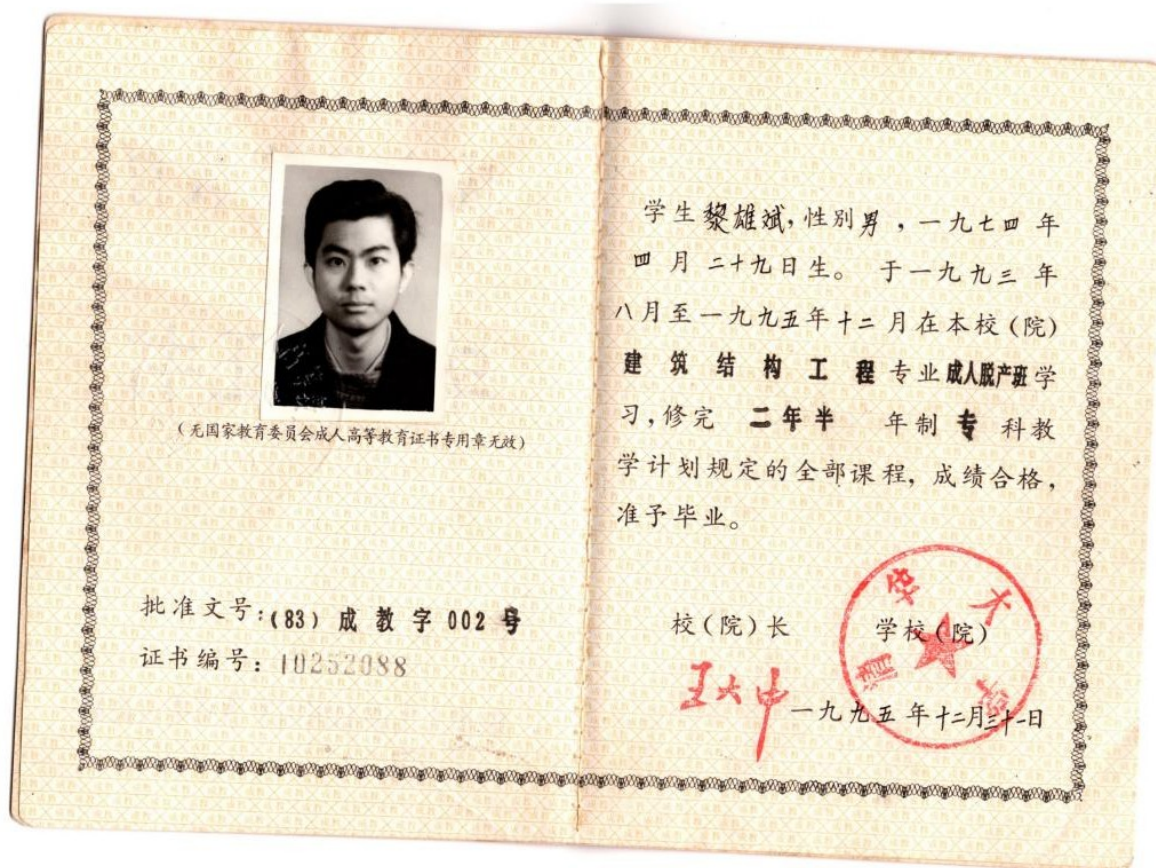 (无国家教育委员会成人高等教育证书专用章无效)
批准文号:(83) 成教字 002 号
证书编号: 10252088
学生黎雄斌,性别男,一九七四年
四月二十九日生。于一九九三年
八月至一九九五年十二月在本校(院)
建筑结构工程专业成人脱产班学
习,修完 二年半 年制 专 科教
学计划规定的全部课程,成绩合格,
准予毕业。
校(院)长 学校(院)
王大中
清华大学
一九九五年十二月三十一日